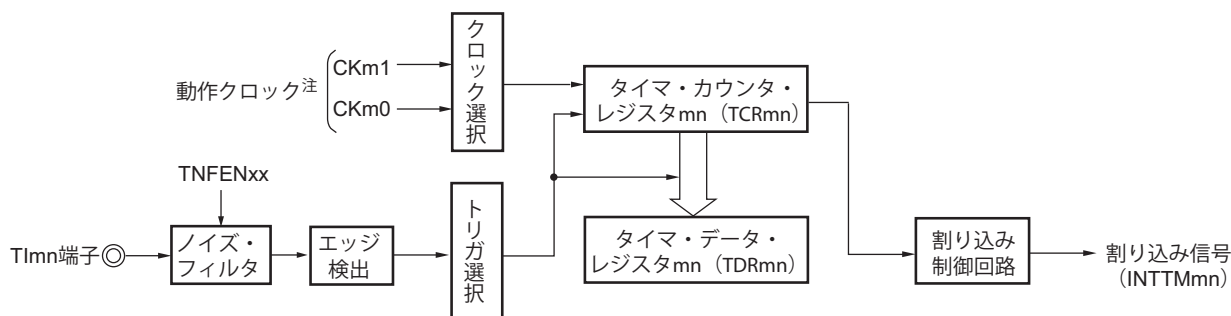 動作クロック注
CKm1
CKm0
クロック選択
タイマ・カウンタ・
レジスタmn（TCRmn）
TNFENxx
TImn端子
ノイズ・
フィルタ
エッジ
検出
トリガ選択
タイマ・データ・
レジスタmn（TDRmn）
割り込み
制御回路
割り込み信号
（INTTMmn）